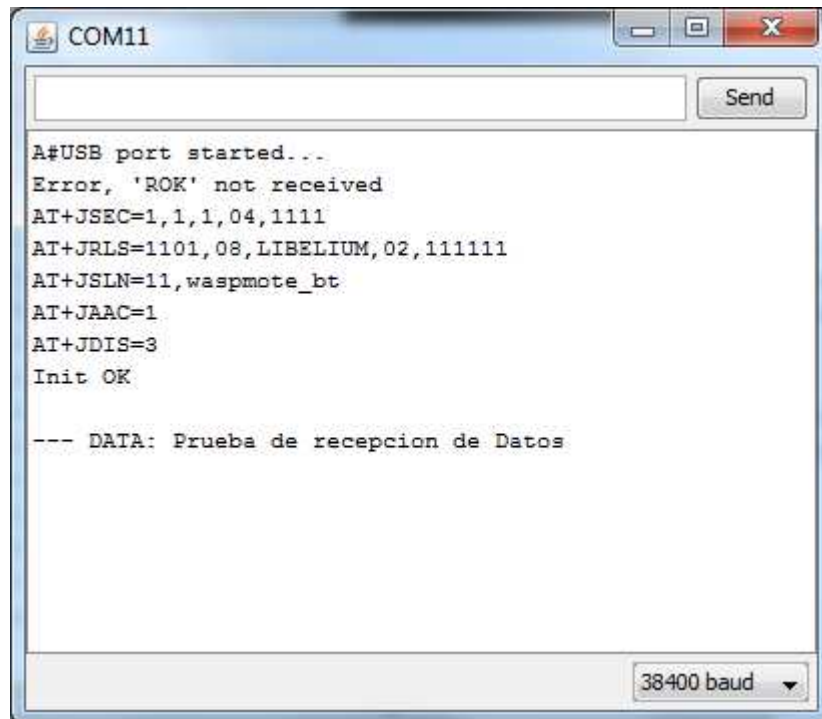 COM11
Send
A#USB port started...
Error, 'ROK' not received
AT+JSEC=1,1,1,04,1111
AT+JRLS=1101,08,LIBELIUM,02,111111
AT+JSLN=11,waspmote_bt
AT+JAAC=1
AT+JDIS=3
Init OK
--- DATA: Prueba de recepcion de Datos
38400 baud